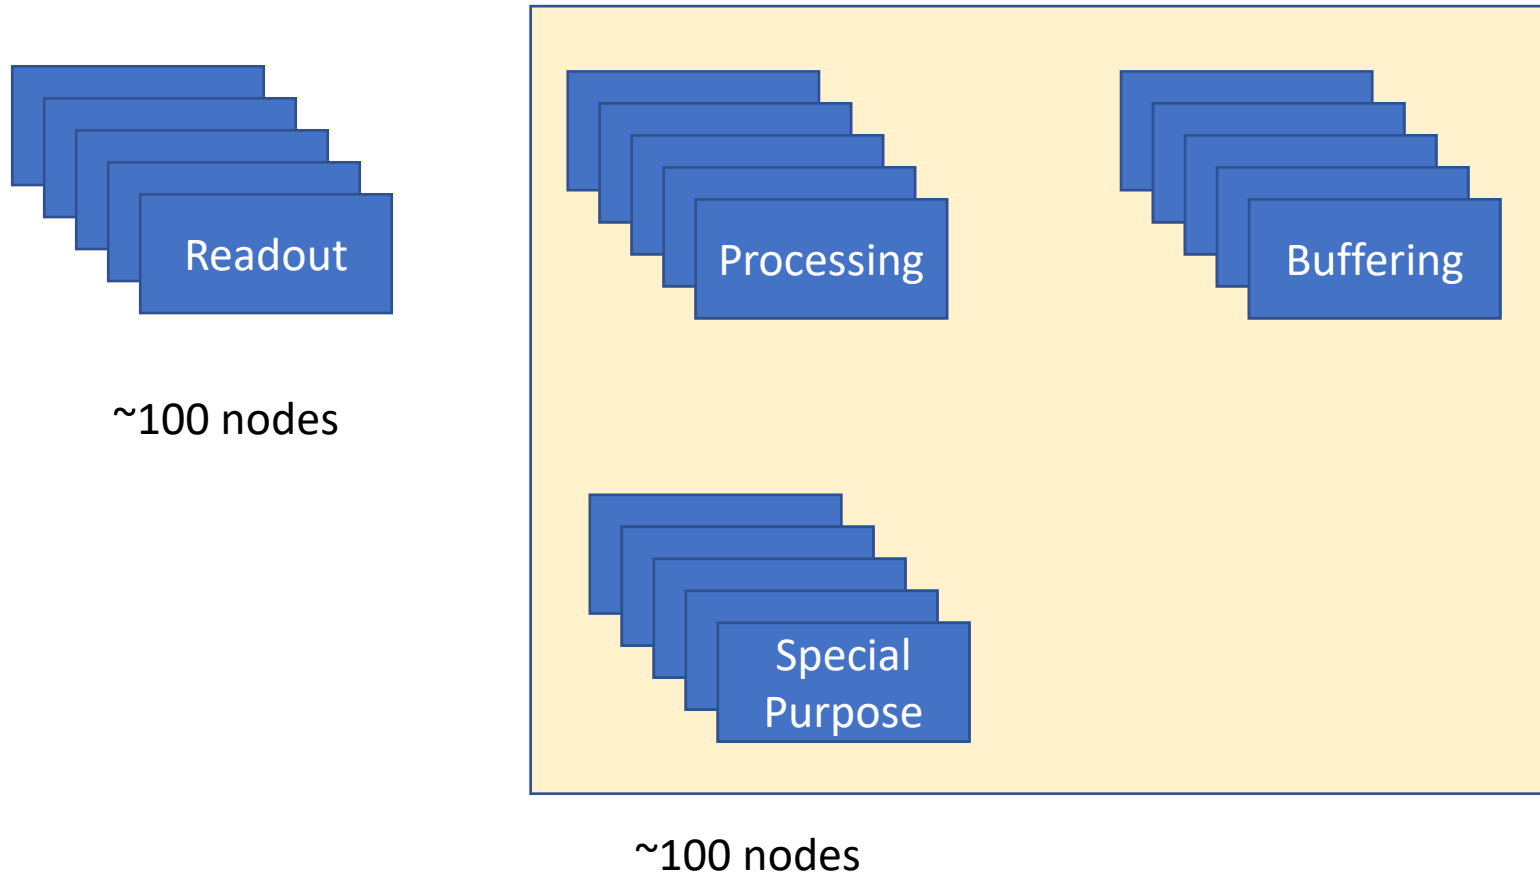 Readout
Processing
Buffering
~100 nodes
Special
Purpose
~100 nodes